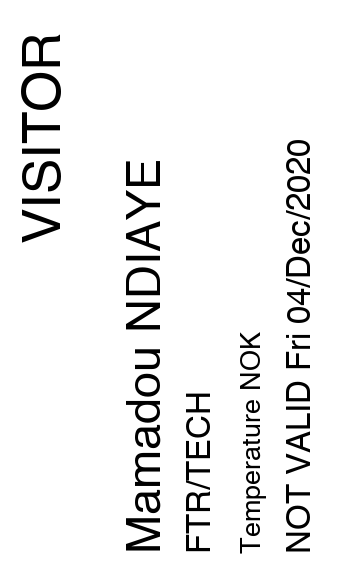 VISITOR
Mamadou NDIAYE
FTR/TECH
Temperature NOK
NOT VALID Fri 04/Dec/2020